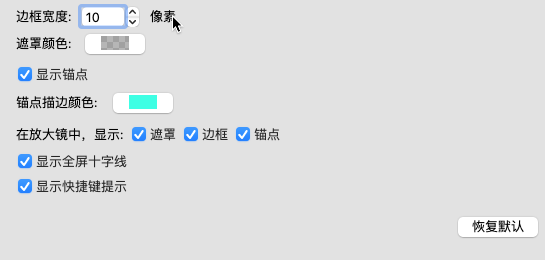 边框宽度: 10 像素
遮罩颜色:
显示锚点
锚点描边颜色:
在放大镜中，显示: 遮罩 边框 锚点
显示全屏十字线
显示快捷键提示
恢复默认